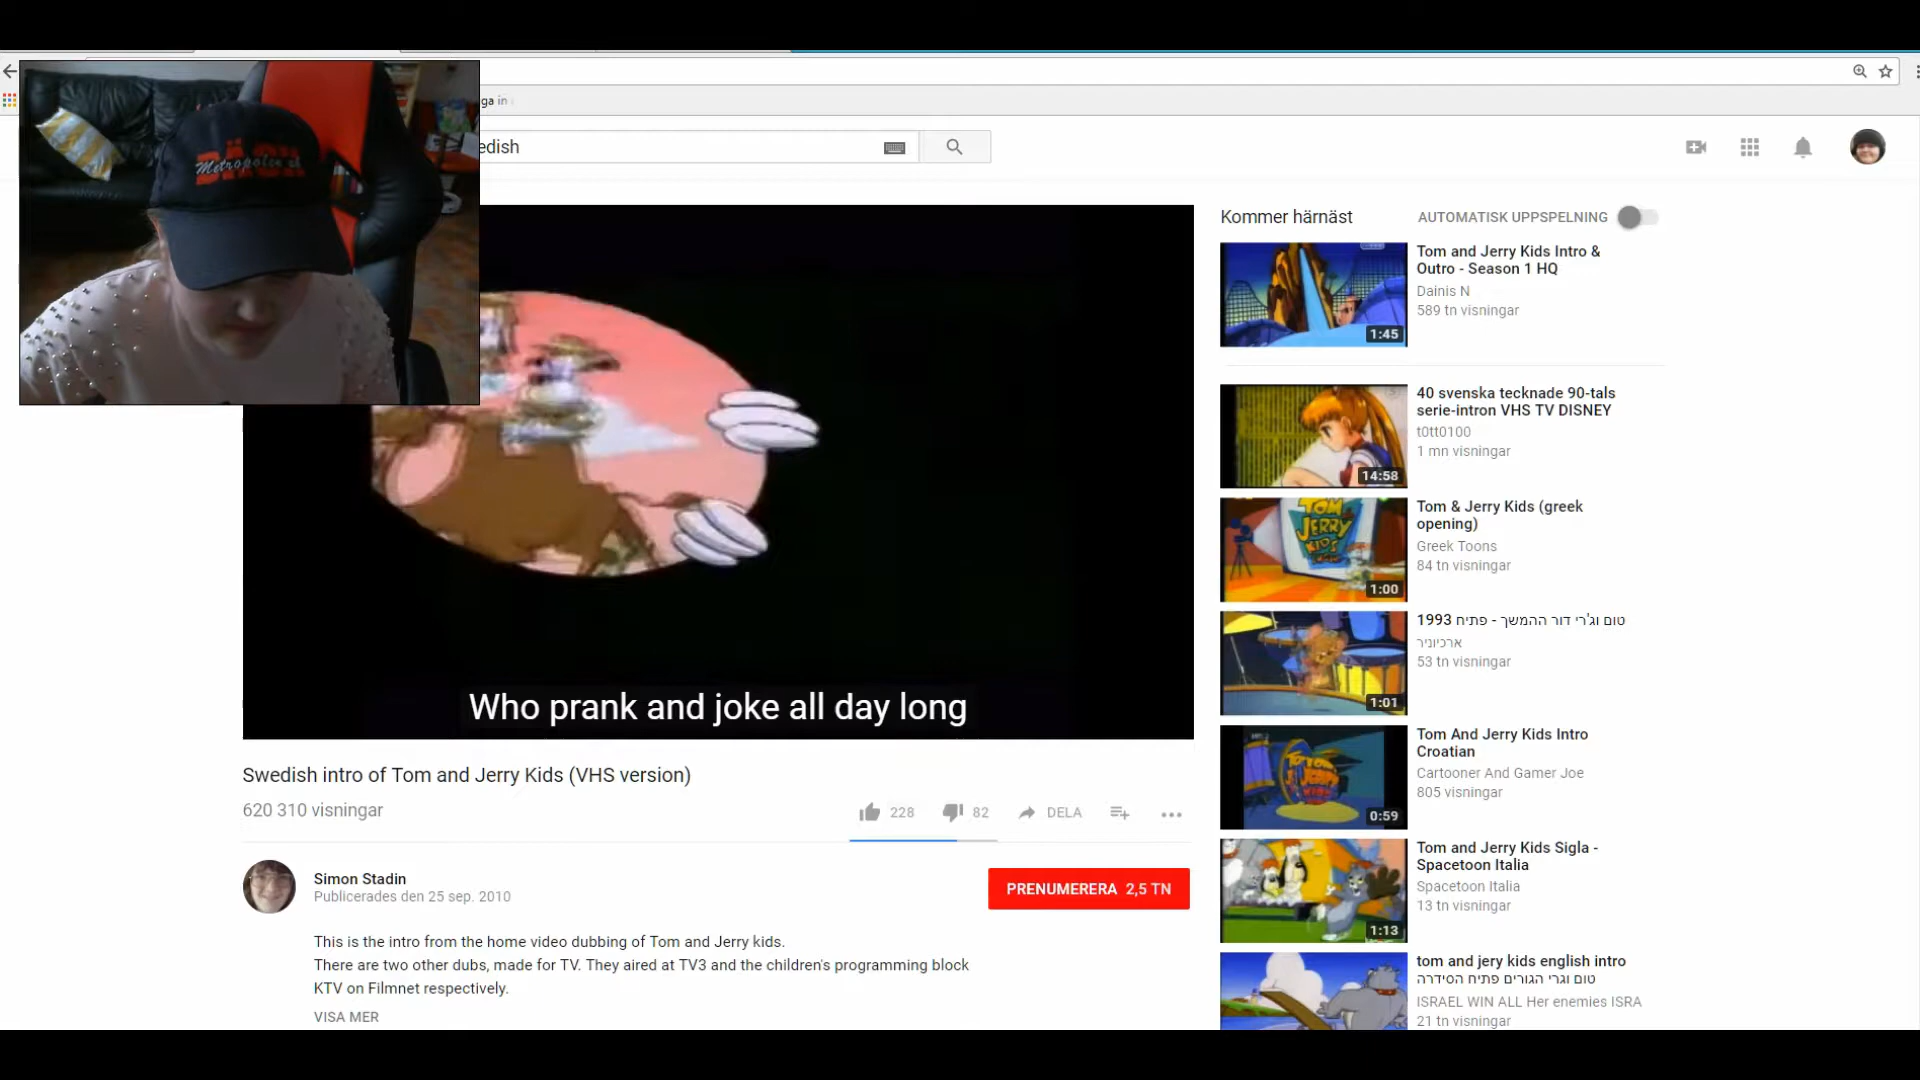 ga in
edish
BÄCK
Metropolen.ch
Who prank and joke all day long
Swedish intro of Tom and Jerry Kids (VHS version)
620 310 visningar
228
82
DELA
Simon Stadin
Publicerades den 25 sep. 2010
PRENUMERERA 2,5 TN
This is the intro from the home video dubbing of Tom and Jerry kids.
There are two other dubs, made for TV. They aired at TV3 and the children's programming block
KTV on Filmnet respectively.
VISA MER
Kommer härnäst
AUTOMATISK UPPSPELNING
1:45
Tom and Jerry Kids Intro &
Outro - Season 1 HQ
Dainis N
589 tn visningar
14:58
40 svenska tecknade 90-tals
serie-intron VHS TV DISNEY
t0tt0100
1 mn visningar
TOM
JERRY
KIDS
1:00
Tom & Jerry Kids (greek
opening)
Greek Toons
84 tn visningar
1:01
טום וג'רי דור ההמשך - פתיח 1993
ארכיוניר
53 tn visningar
0:59
Tom And Jerry Kids Intro
Croatian
Cartooner And Gamer Joe
805 visningar
1:13
Tom and Jerry Kids Sigla -
Spacetoon Italia
Spacetoon Italia
13 tn visningar
tom and jery kids english intro
טום וגרי הגורים פתיח הסידרה
ISRAEL WIN ALL Her enemies ISRA
21 tn visningar